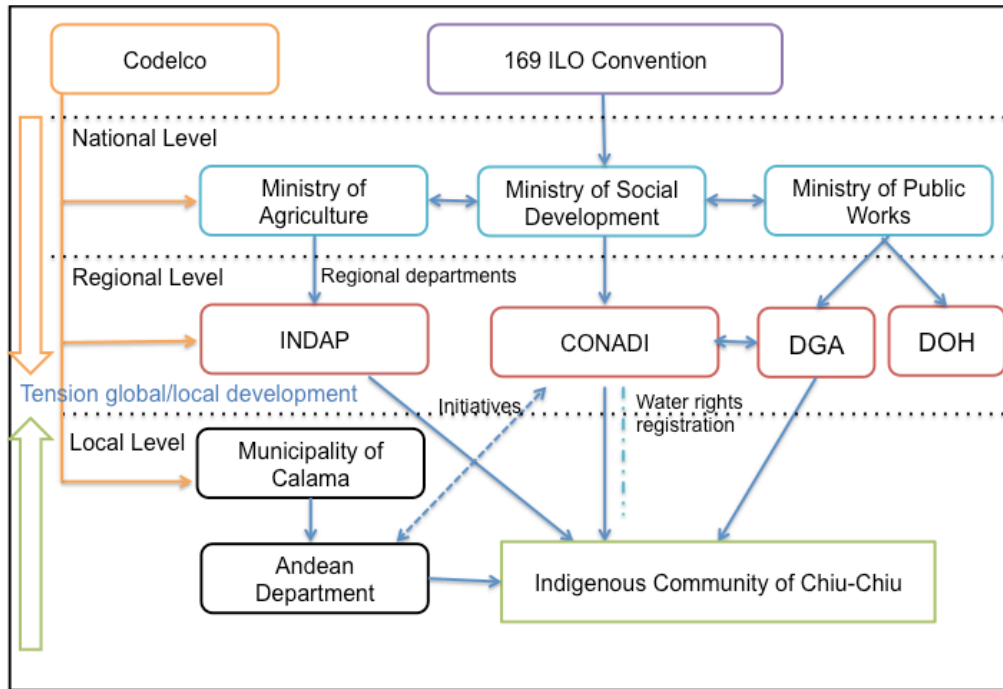 Codelco
169 ILO Convention
National Level
Ministry of
Agriculture
Ministry of Social
Development
Ministry of Public
Works
Regional Level
Regional departments
INDAP
CONADI
DGA
DOH
Tension global/local development
Initiatives
Water rights
registration
Local Level
Municipality of
Calama
Andean
Department
Indigenous Community of Chiu-Chiu